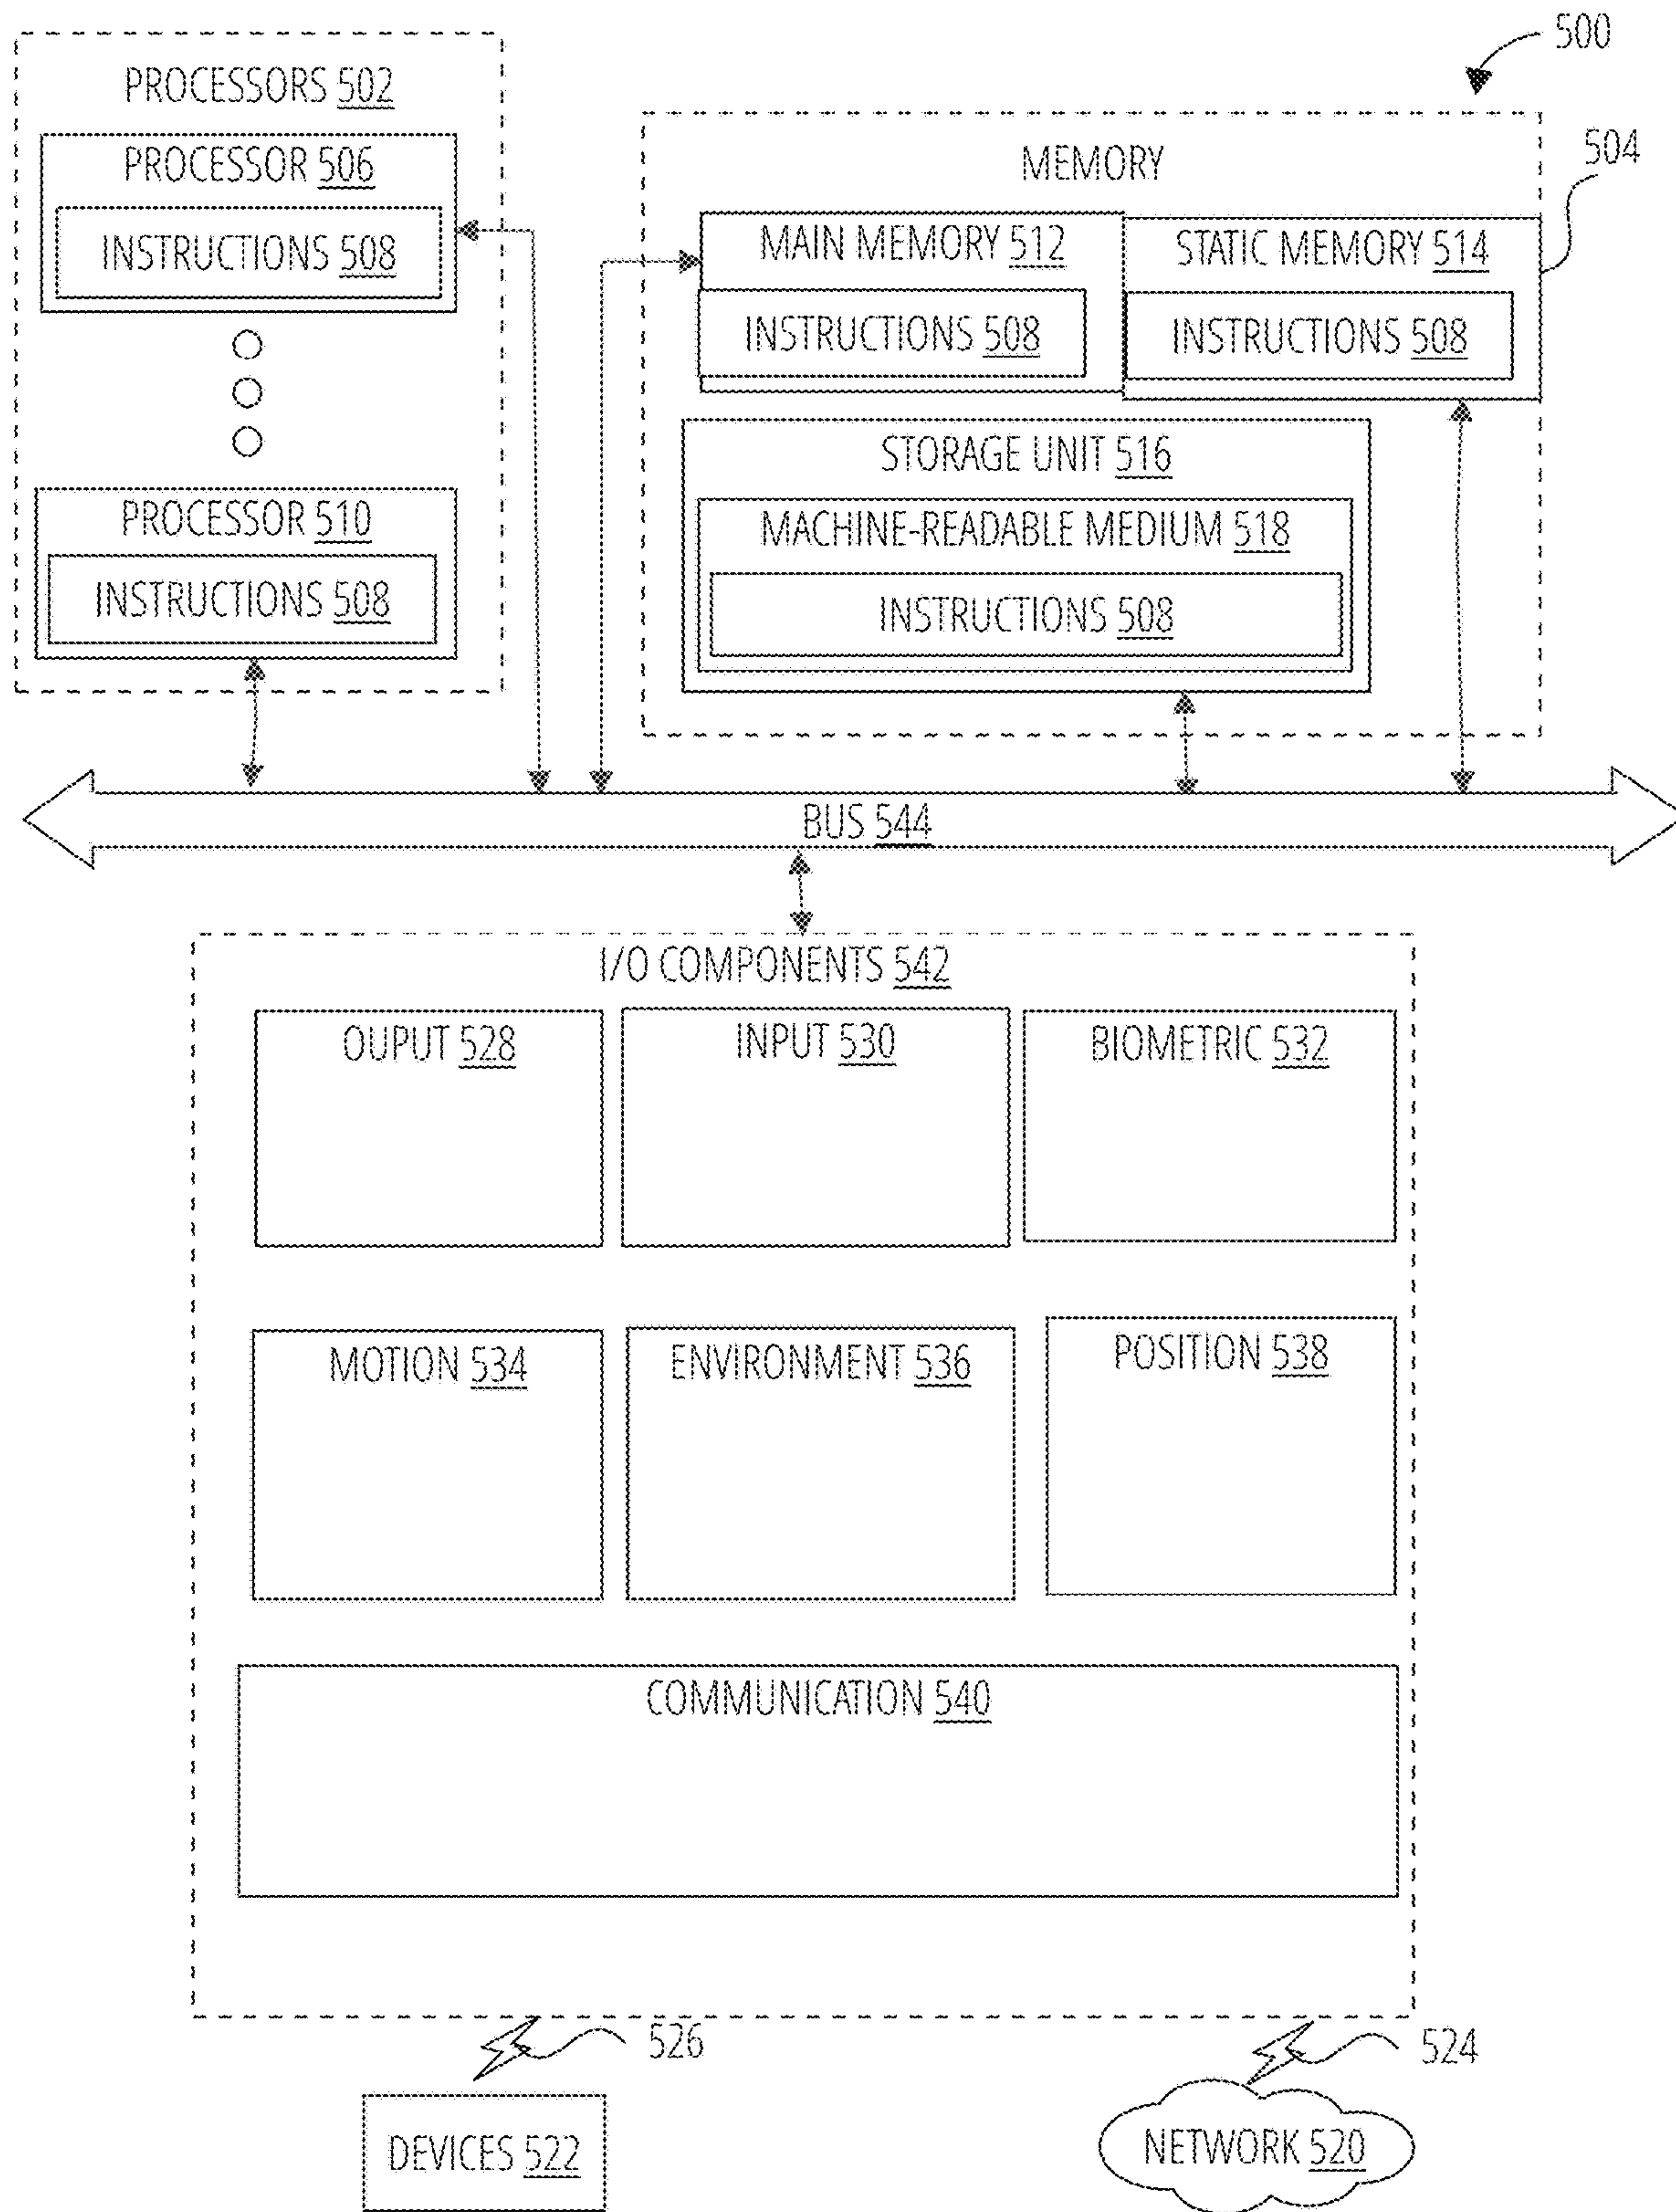 500
PROCESSORS 502
PROCESSOR 506
INSTRUCTIONS 508
PROCESSOR 510
INSTRUCTIONS 508
MEMORY
504
MAIN MEMORY 512
INSTRUCTIONS 508
STATIC MEMORY 514
INSTRUCTIONS 508
STORAGE UNIT 516
MACHINE-READABLE MEDIUM 518
INSTRUCTIONS 508
BUS 544
I/O COMPONENTS 542
OUPUT 528
INPUT 530
BIOMETRIC 532
MOTION 534
ENVIRONMENT 536
POSITION 538
COMMUNICATION 540
526
524
DEVICES 522
NETWORK 520